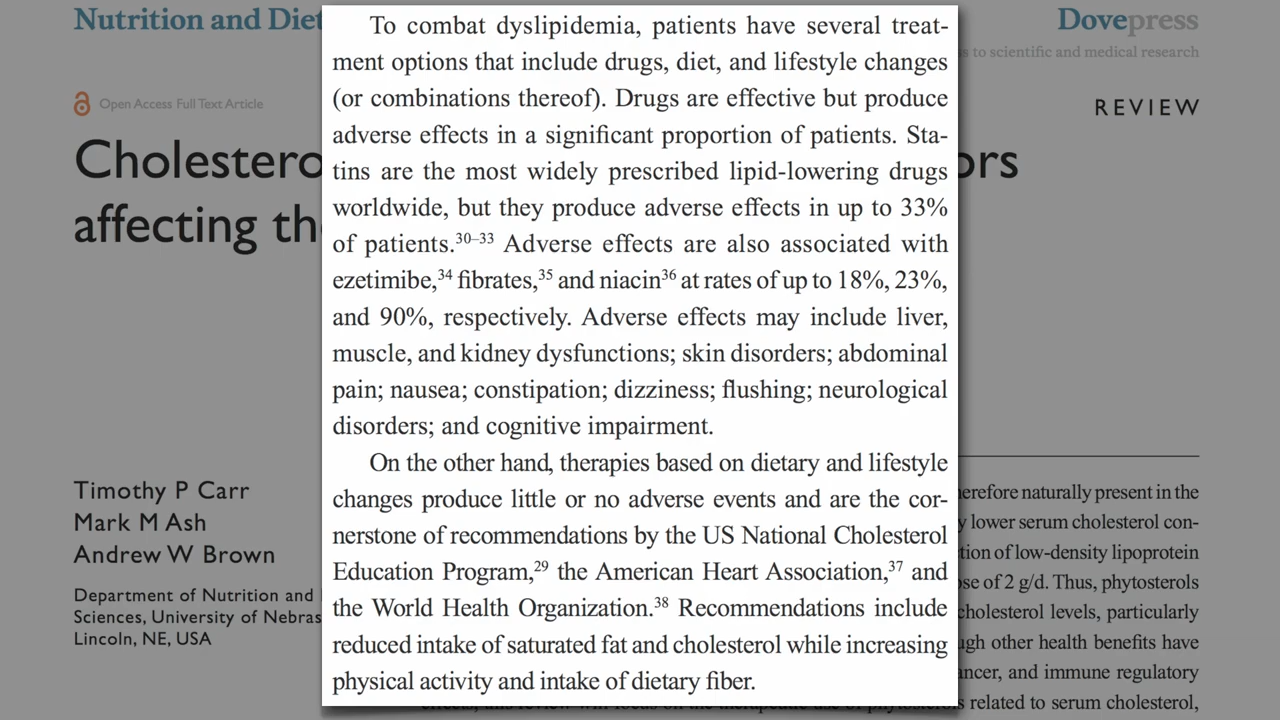 Nutrition and Diet
Dovepress
to scientific and medical research
Open Access Full Text Article
REVIEW
Cholestero
ors
affecting th
To combat dyslipidemia, patients have several treat-
ment options that include drugs, diet, and lifestyle changes
(or combinations thereof). Drugs are effective but produce
adverse effects in a significant proportion of patients. Sta-
tins are the most widely prescribed lipid-lowering drugs
worldwide, but they produce adverse effects in up to 33%
of patients.30–33 Adverse effects are also associated with
ezetimibe,34 fibrates,35 and niacin36 at rates of up to 18%, 23%,
and 90%, respectively. Adverse effects may include liver,
muscle, and kidney dysfunctions; skin disorders; abdominal
pain; nausea; constipation; dizziness; flushing; neurological
disorders; and cognitive impairment.
On the other hand, therapies based on dietary and lifestyle
changes produce little or no adverse events and are the cor-
nerstone of recommendations by the US National Cholesterol
Education Program,29 the American Heart Association,37 and
the World Health Organization.38 Recommendations include
reduced intake of saturated fat and cholesterol while increasing
physical activity and intake of dietary fiber.
Timothy P Carr
Mark M Ash
Andrew W Brown
Department of Nutrition and
Sciences, University of Nebras
Lincoln, NE, USA
herefore naturally present in the
y lower serum cholesterol con-
tion of low-density lipoprotein
ose of 2 g/d. Thus, phytosterols
cholesterol levels, particularly
ugh other health benefits have
ancer, and immune regulatory
related to serum cholesterol,